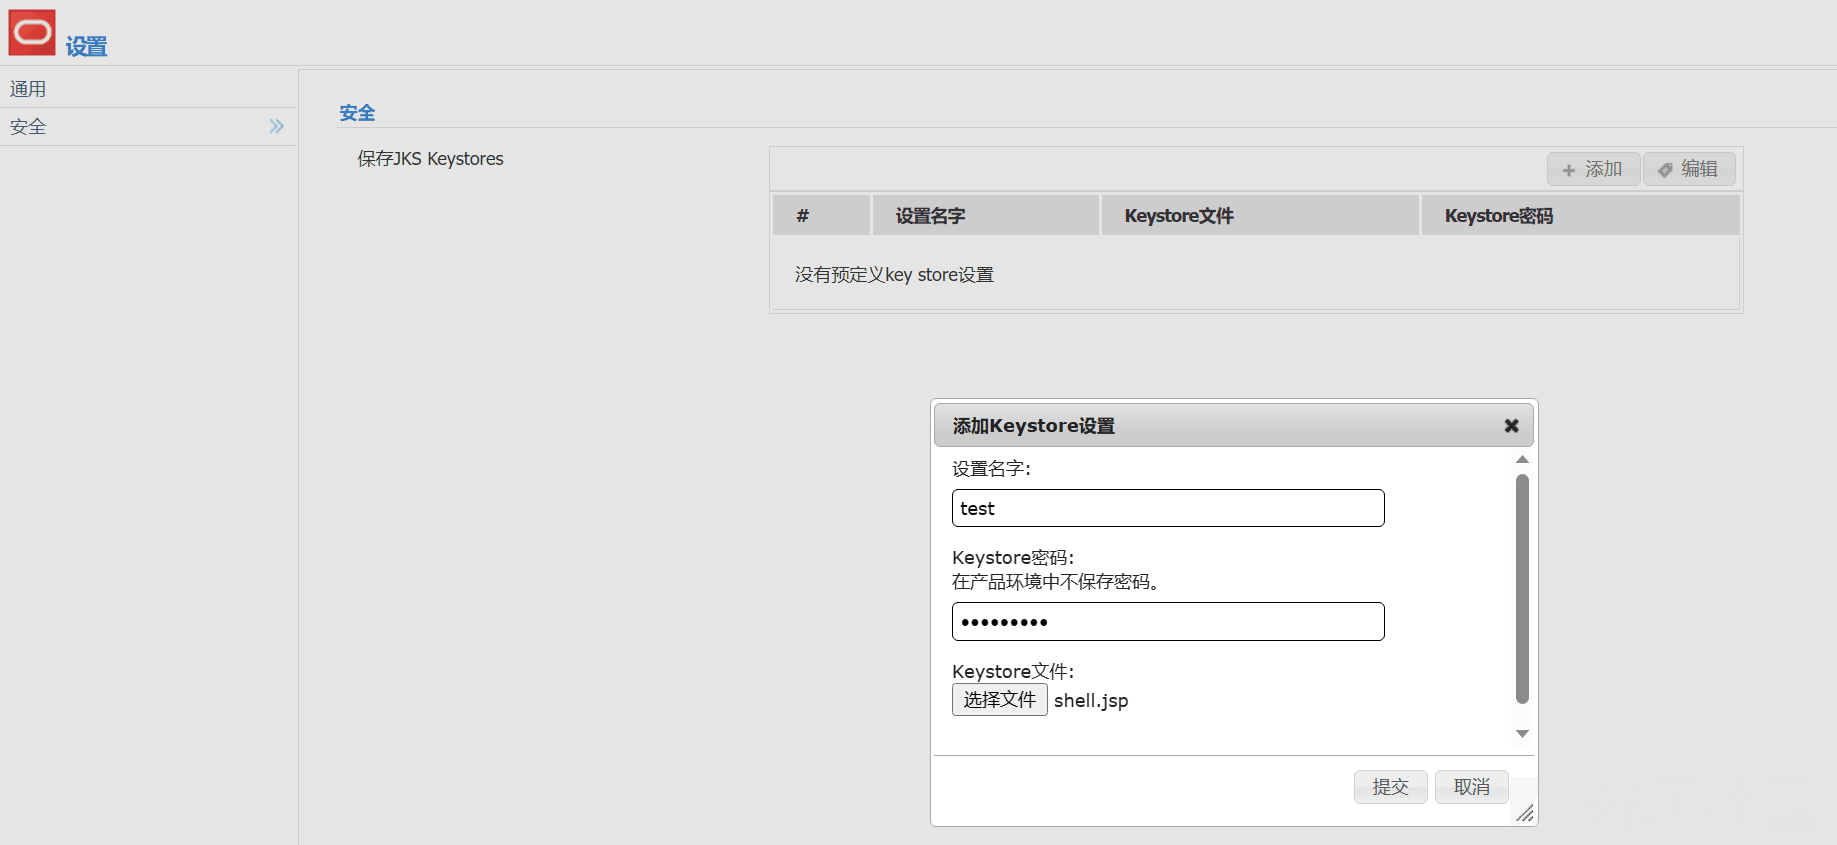 设置
通用
安全
安全
保存JKS Keystores
添加
编辑
# 设置名字 Keystore文件 Keystore密码
没有预定义key store设置
添加Keystore设置
设置名字:
test
Keystore密码:
在产品环境中不保存密码。
•••••••••
Keystore文件:
选择文件 shell.jsp
提交 取消